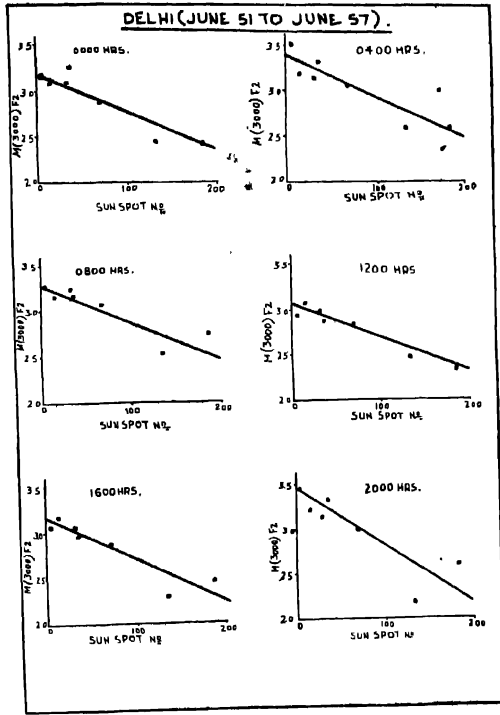 DELHI (JUNE 51 TO JUNE 57).
0000 HRS.
M(3000)F2
3.5
3.0
2.5
2.0
0
100
200
SUN SPOT Nº
0400 HRS.
M(3000)F2
3.5
3.0
2.5
2.0
0
100
200
SUN SPOT Nº
0800 HRS.
M(3000)F2
3.5
3.0
2.5
2.0
0
100
200
SUN SPOT Nº
1200 HRS
M(3000)F2
3.5
3.0
2.5
2.0
0
100
200
SUN SPOT Nº
1600 HRS.
M(3000)F2
3.5
3.0
2.5
2.0
0
100
200
SUN SPOT Nº
2000 HRS.
M(3000)F2
3.5
3.0
2.5
2.0
0
100
200
SUN SPOT Nº